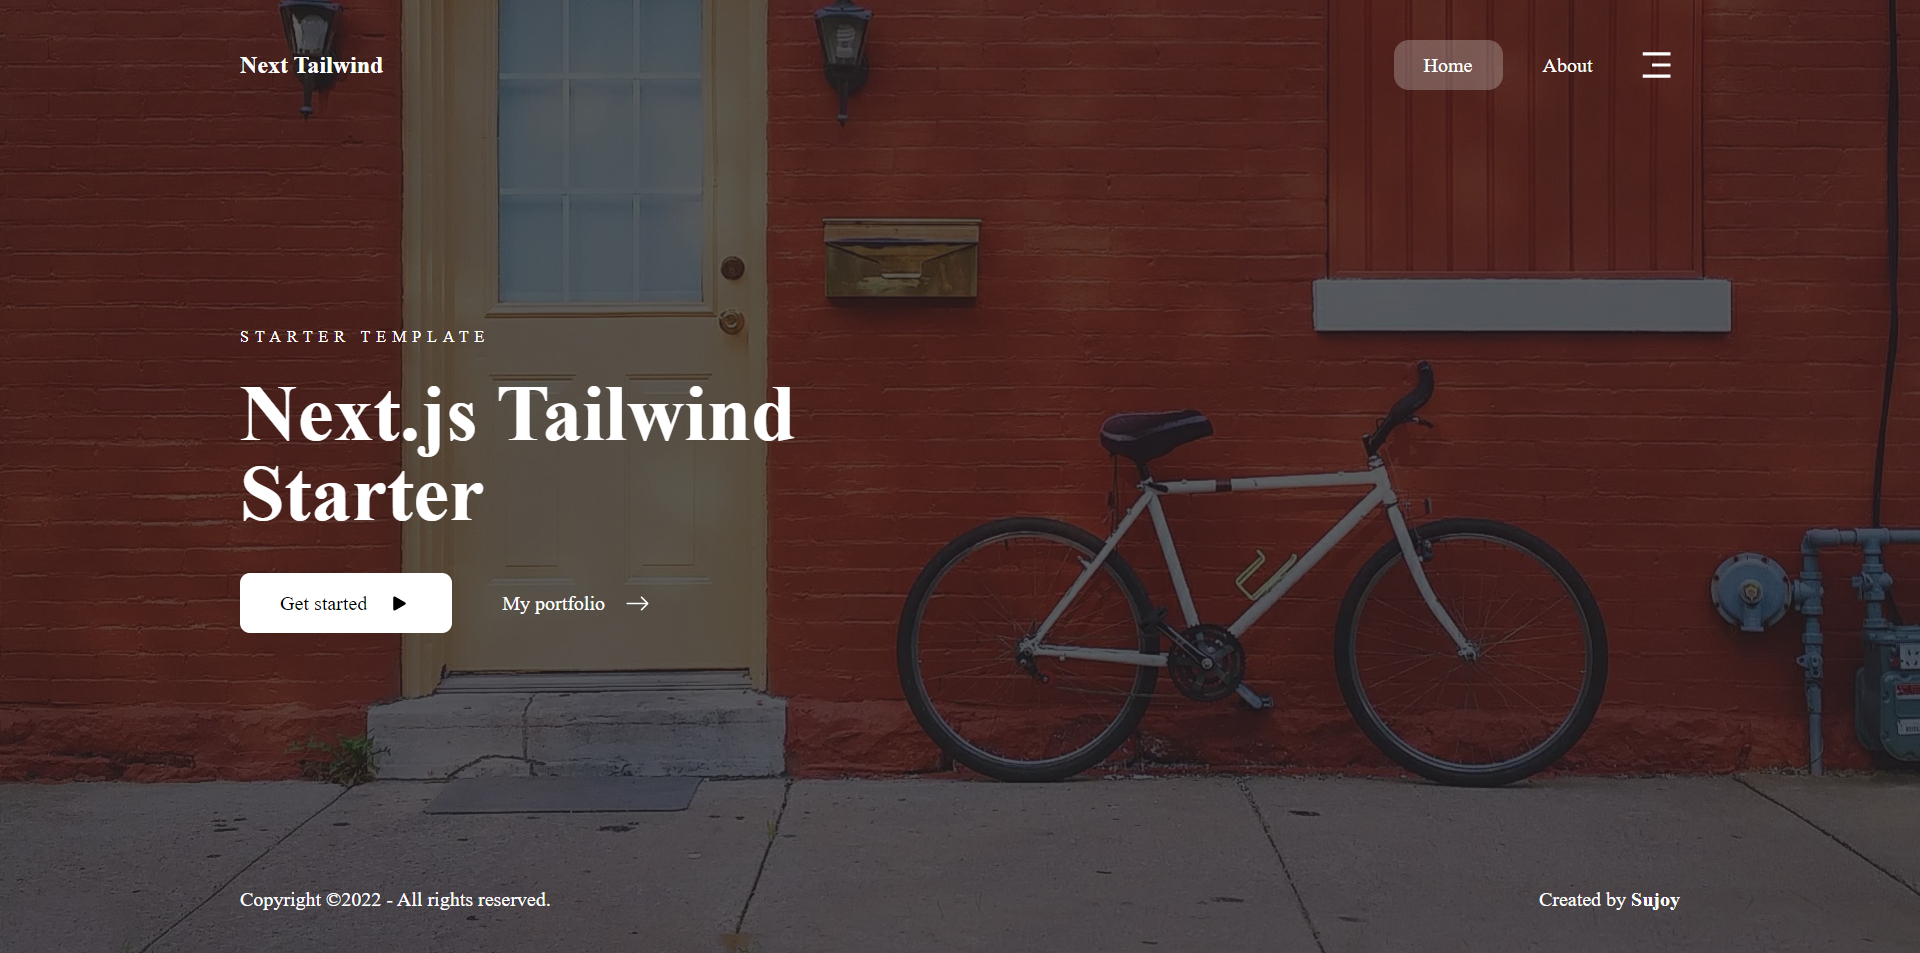 Next Tailwind
Home
About
STARTER TEMPLATE
Next.js Tailwind
Starter
Get started
My portfolio
Copyright ©2022 - All rights reserved.
Created by Sujoy